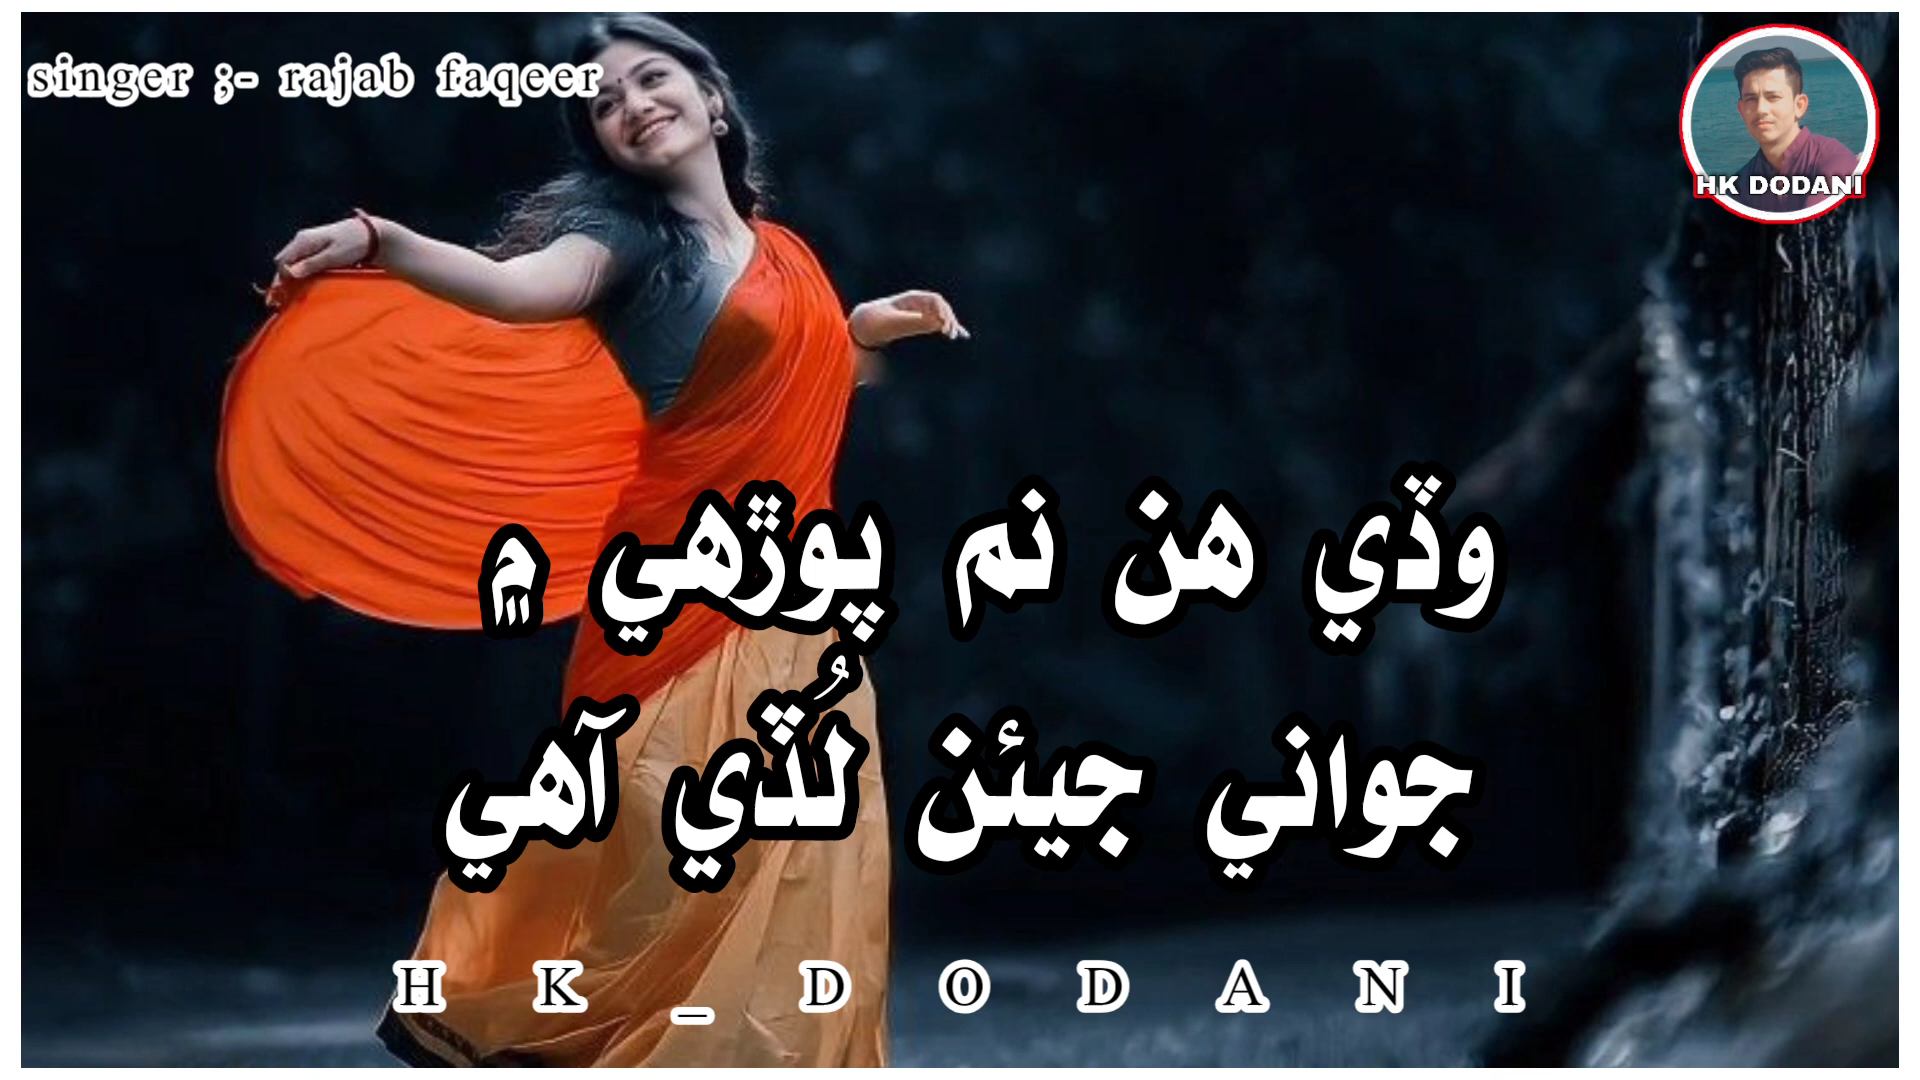 singer ;- rajab faqeer
HK DODANI
وڏي هن نم پوڙهي ۾
جواني جيئن لُڏي آهي
H K _ D O D A N I